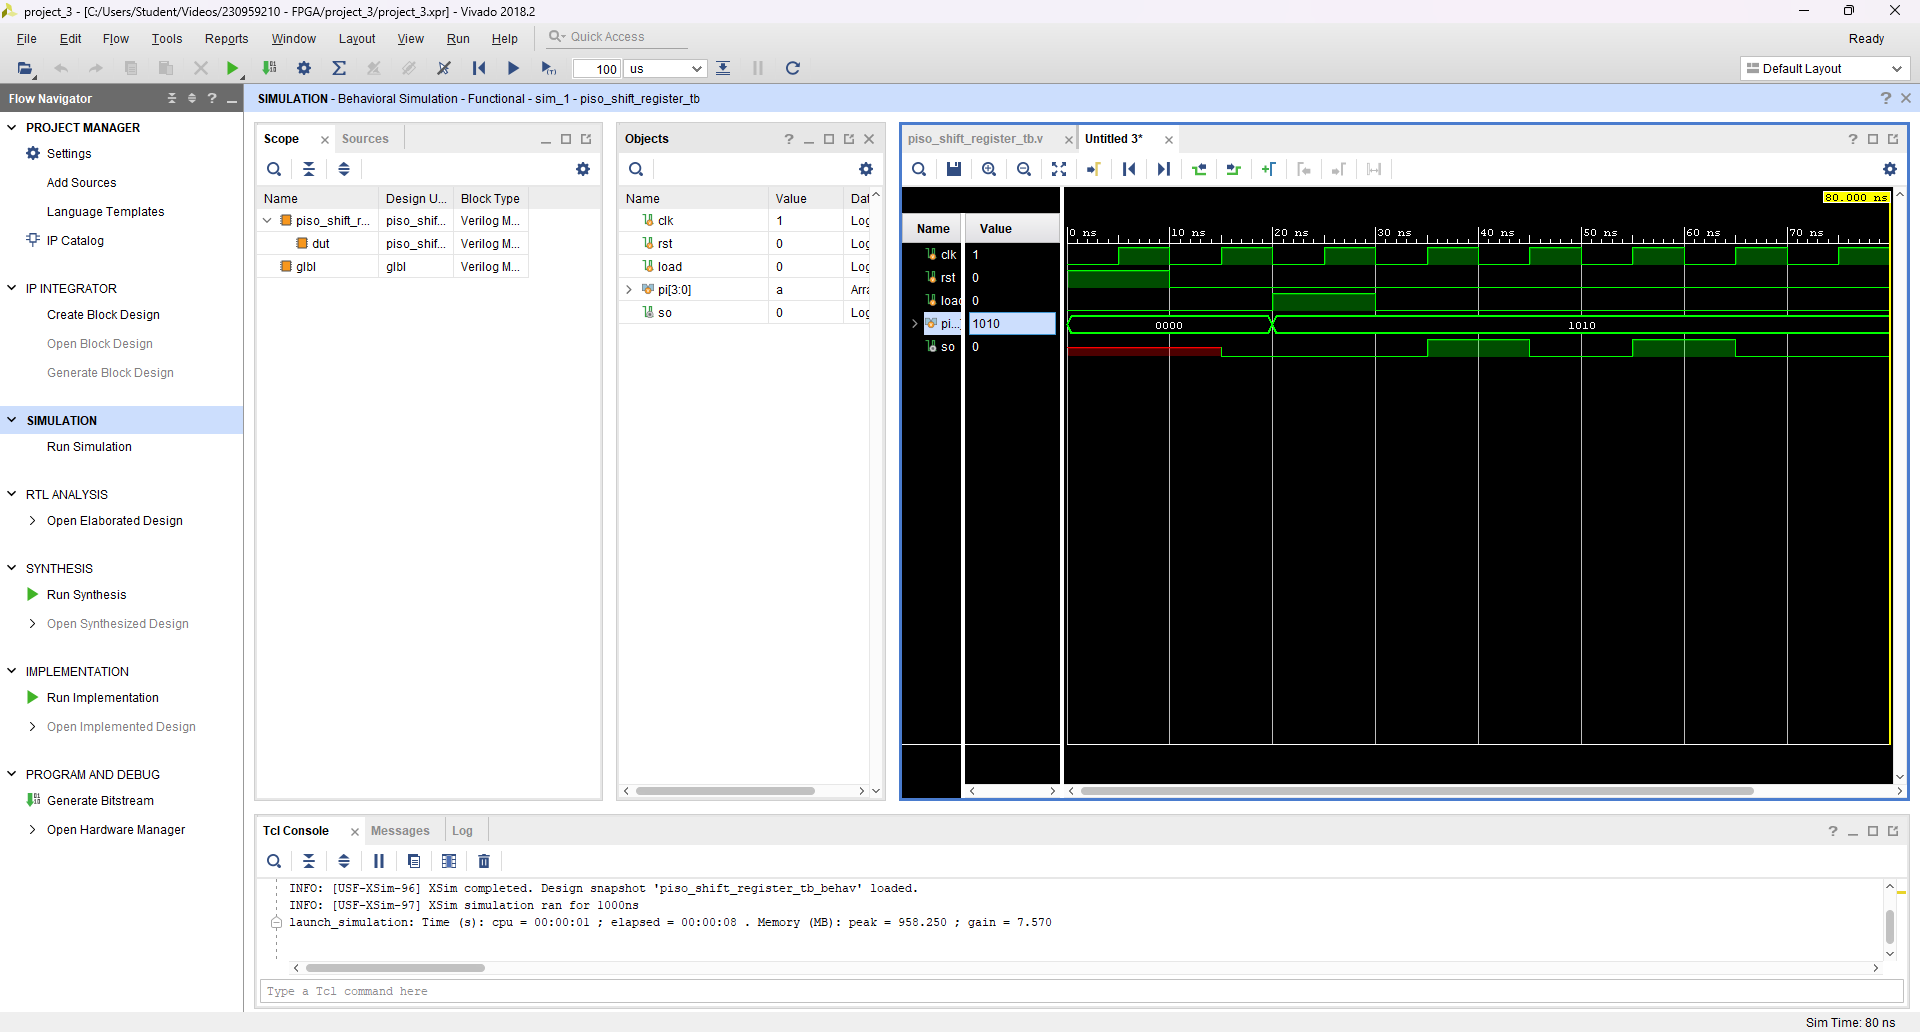 project_3 - [C:/Users/Student/Videos/230959210 - FPGA/project_3/project_3.xpr] - Vivado 2018.2
File Edit Flow Tools Reports Window Layout View Run Help Quick Access Ready
100 us Default Layout
Flow Navigator
PROJECT MANAGER
Settings
Add Sources
Language Templates
IP Catalog
IP INTEGRATOR
Create Block Design
Open Block Design
Generate Block Design
SIMULATION
Run Simulation
RTL ANALYSIS
Open Elaborated Design
SYNTHESIS
Run Synthesis
Open Synthesized Design
IMPLEMENTATION
Run Implementation
Open Implemented Design
PROGRAM AND DEBUG
Generate Bitstream
Open Hardware Manager
SIMULATION - Behavioral Simulation - Functional - sim_1 - piso_shift_register_tb
Scope Sources
Name Design U... Block Type
piso_shift_r... piso_shif... Verilog M...
dut piso_shif... Verilog M...
glbl glbl Verilog M...
Objects
Name Value Dat
clk 1 Log
rst 0 Log
load 0 Log
pi[3:0] a Arra
so 0 Log
piso_shift_register_tb.v Untitled 3*
80.000 ns
Name Value
0 ns 10 ns 20 ns 30 ns 40 ns 50 ns 60 ns 70 ns
clk 1
rst 0
load 0
pi... 1010 0000 1010
so 0
Tcl Console Messages Log
INFO: [USF-XSim-96] XSim completed. Design snapshot 'piso_shift_register_tb_behav' loaded.
INFO: [USF-XSim-97] XSim simulation ran for 1000ns
launch_simulation: Time (s): cpu = 00:00:01 ; elapsed = 00:00:08 . Memory (MB): peak = 958.250 ; gain = 7.570
Type a Tcl command here
Sim Time: 80 ns